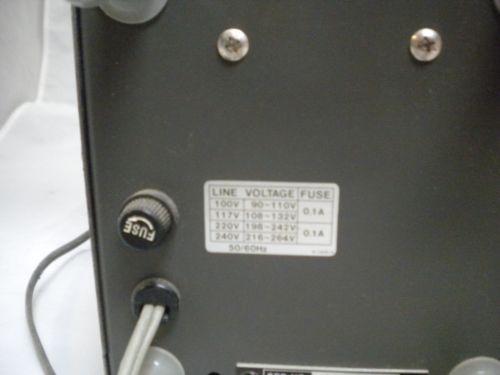 LINE VOLTAGE FUSE
100V 90~110V 0.1A
117V 108~132V
220V 198~242V 0.1A
240V 216~264V
50/60Hz
FUSE